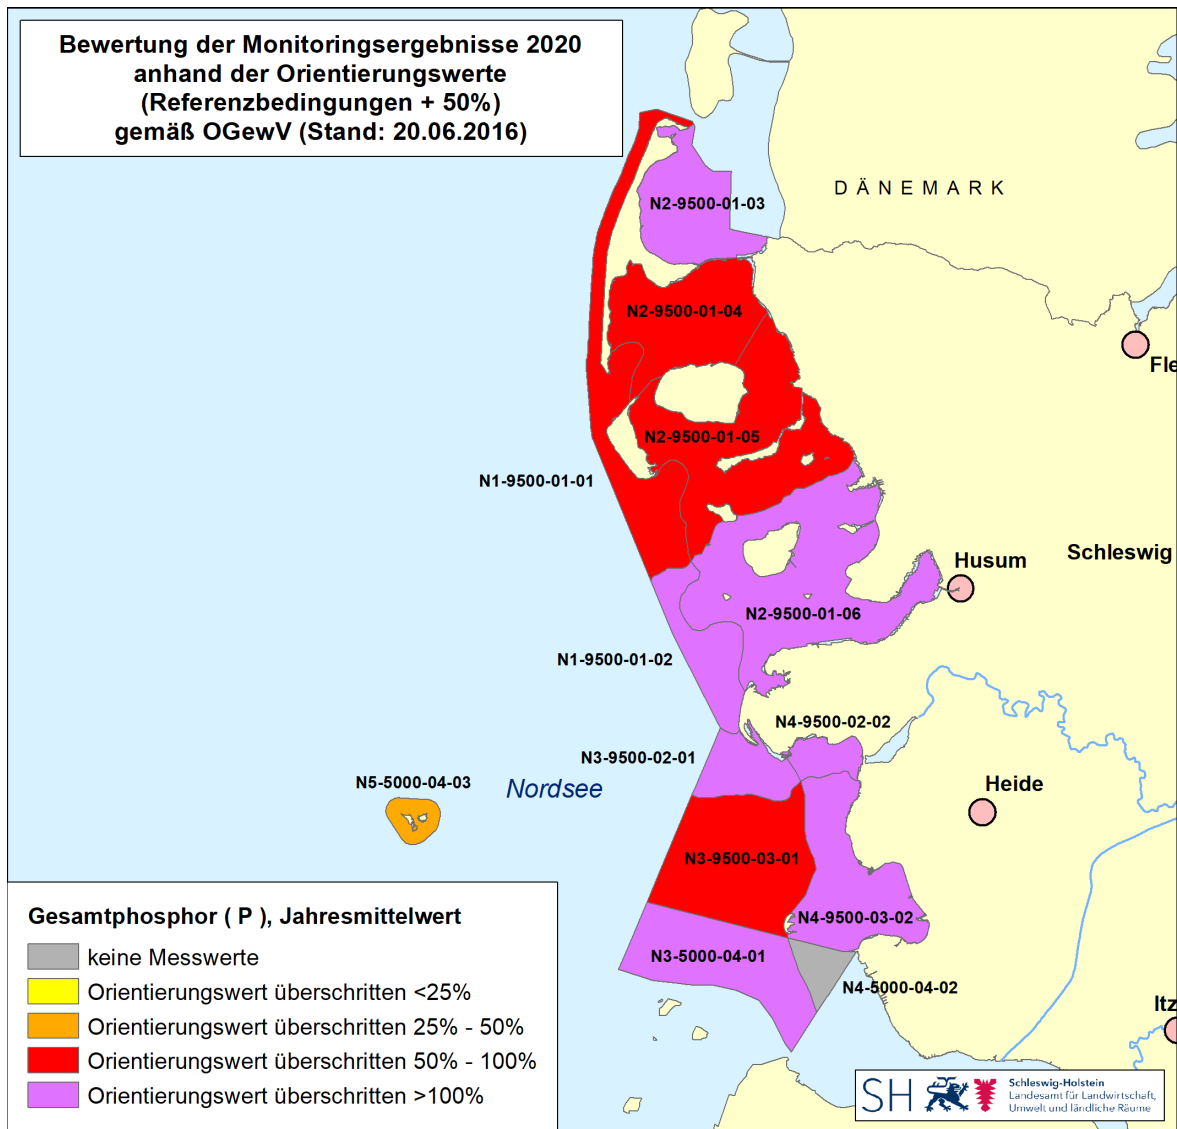 Bewertung der Monitoringsergebnisse 2020
anhand der Orientierungswerte
(Referenzbedingungen + 50%)
gemäß OGewV (Stand: 20.06.2016)
DÄNEMARK
N2-9500-01-03
N2-9500-01-04
Fle
N2-9500-01-05
N1-9500-01-01
Schleswig
Husum
N2-9500-01-06
N1-9500-01-02
N4-9500-02-02
N3-9500-02-01
N5-5000-04-03
Nordsee
Heide
N3-9500-03-01
N4-9500-03-02
N3-5000-04-01
N4-5000-04-02
Itz
Gesamtphosphor ( P ), Jahresmittelwert
keine Messwerte
Orientierungswert überschritten <25%
Orientierungswert überschritten 25% - 50%
Orientierungswert überschritten 50% - 100%
Orientierungswert überschritten >100%
SH
Schleswig-Holstein
Landesamt für Landwirtschaft,
Umwelt und ländliche Räume